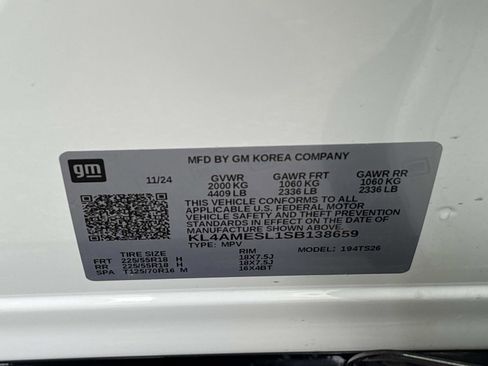 gm
MFD BY GM KOREA COMPANY
11/24 GVWR GAWR FRT GAWR RR
2000 KG 1060 KG 1060 KG
4409 LB 2336 LB 2336 LB
THIS VEHICLE CONFORMS TO ALL
APPLICABLE U.S. FEDERAL MOTOR
VEHICLE SAFETY AND THEFT PREVENTION
STANDARDS IN EFFECT ON THE DATE OF
MANUFACTURE SHOWN ABOVE.
KL4AMESL1SB138659
TYPE: MPV MODEL: 194TS26
TIRE SIZE RIM
FRT 225/55R18 H 18X7.5J
RR 225/55R18 H 18X7.5J
SPA T125/70R16 M 16X4BT